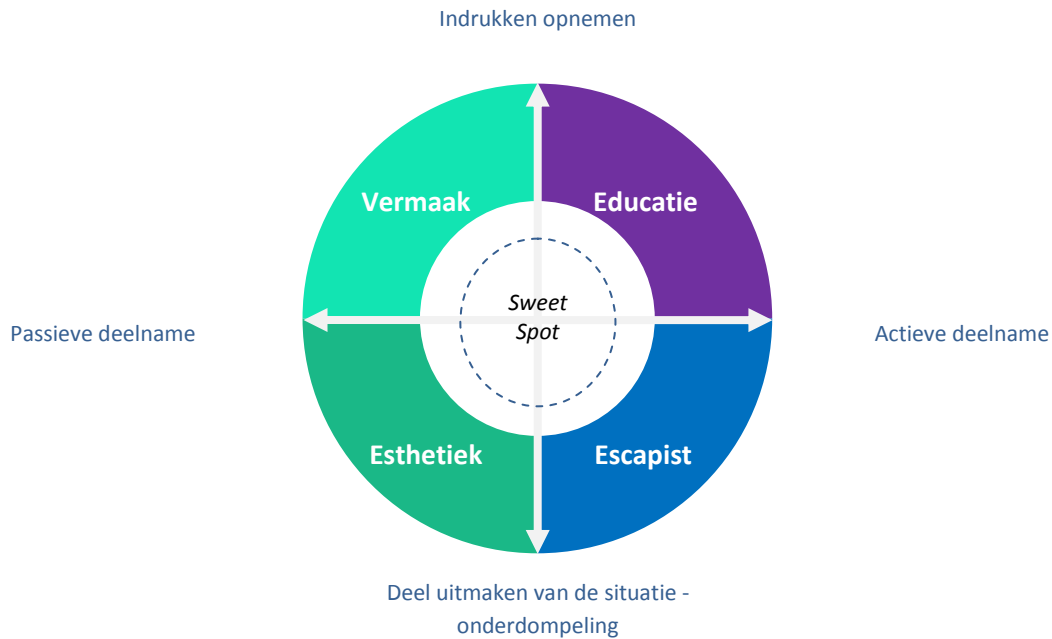 Indrukken opnemen
Vermaak
Educatie
Sweet
Spot
Passieve deelname
Actieve deelname
Esthetiek
Escapist
Deel uitmaken van de situatie -
onderdompeling